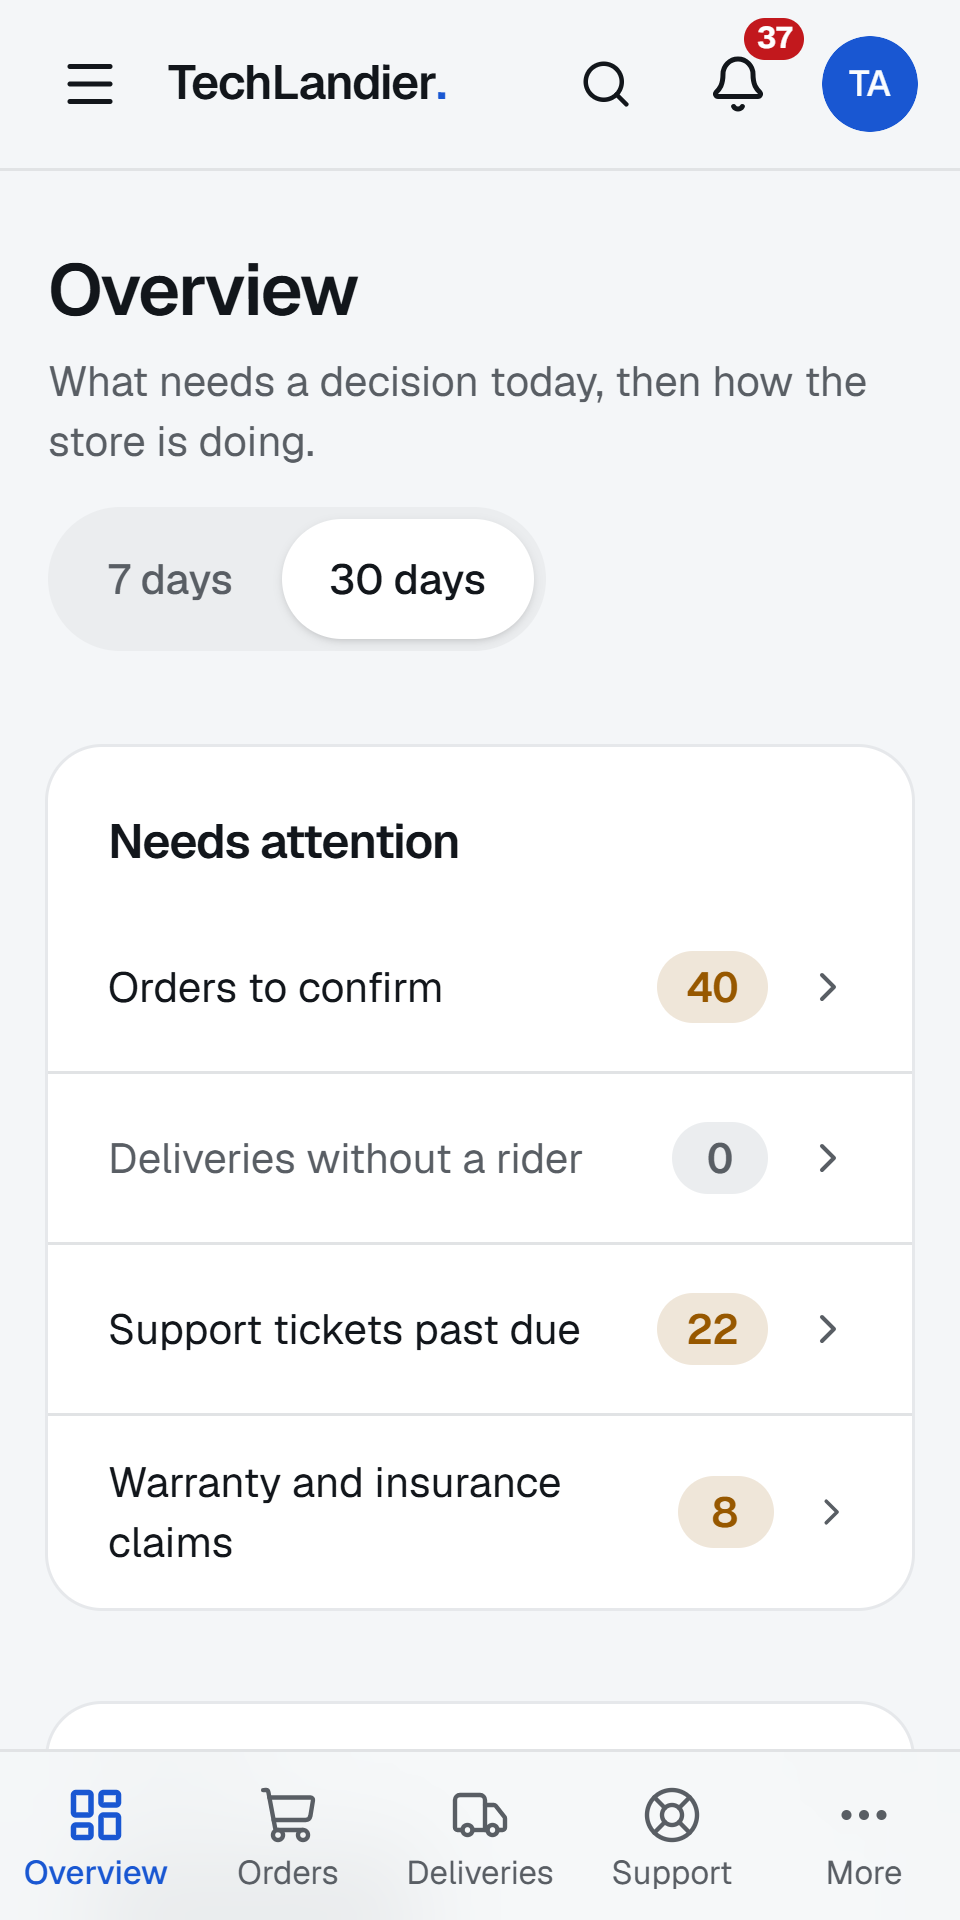 TechLandier.
37
TA
Overview
What needs a decision today, then how the
store is doing.
7 days
30 days
Needs attention
Orders to confirm
40
Deliveries without a rider
0
Support tickets past due
22
Warranty and insurance
claims
8
Overview
Orders
Deliveries
Support
More